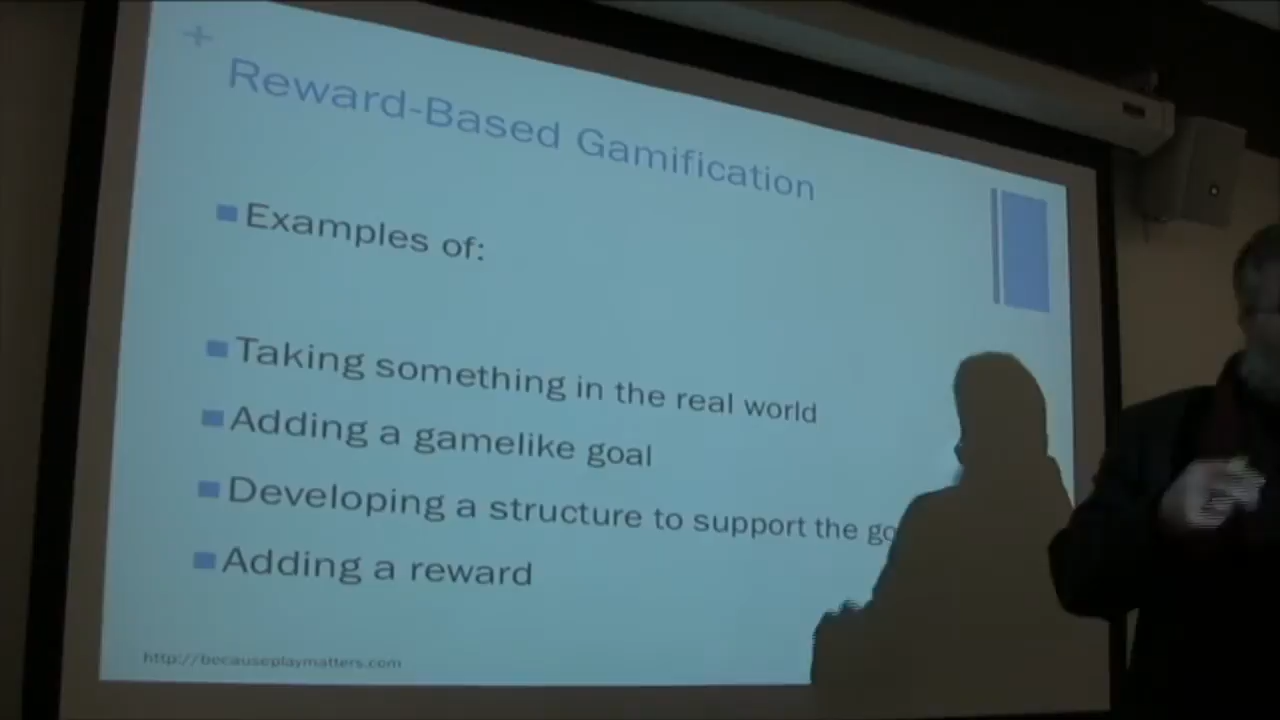 +
Reward-Based Gamification
Examples of:
Taking something in the real world
Adding a gamelike goal
Developing a structure to support the
Adding a reward
http://becauseplaymatters.com